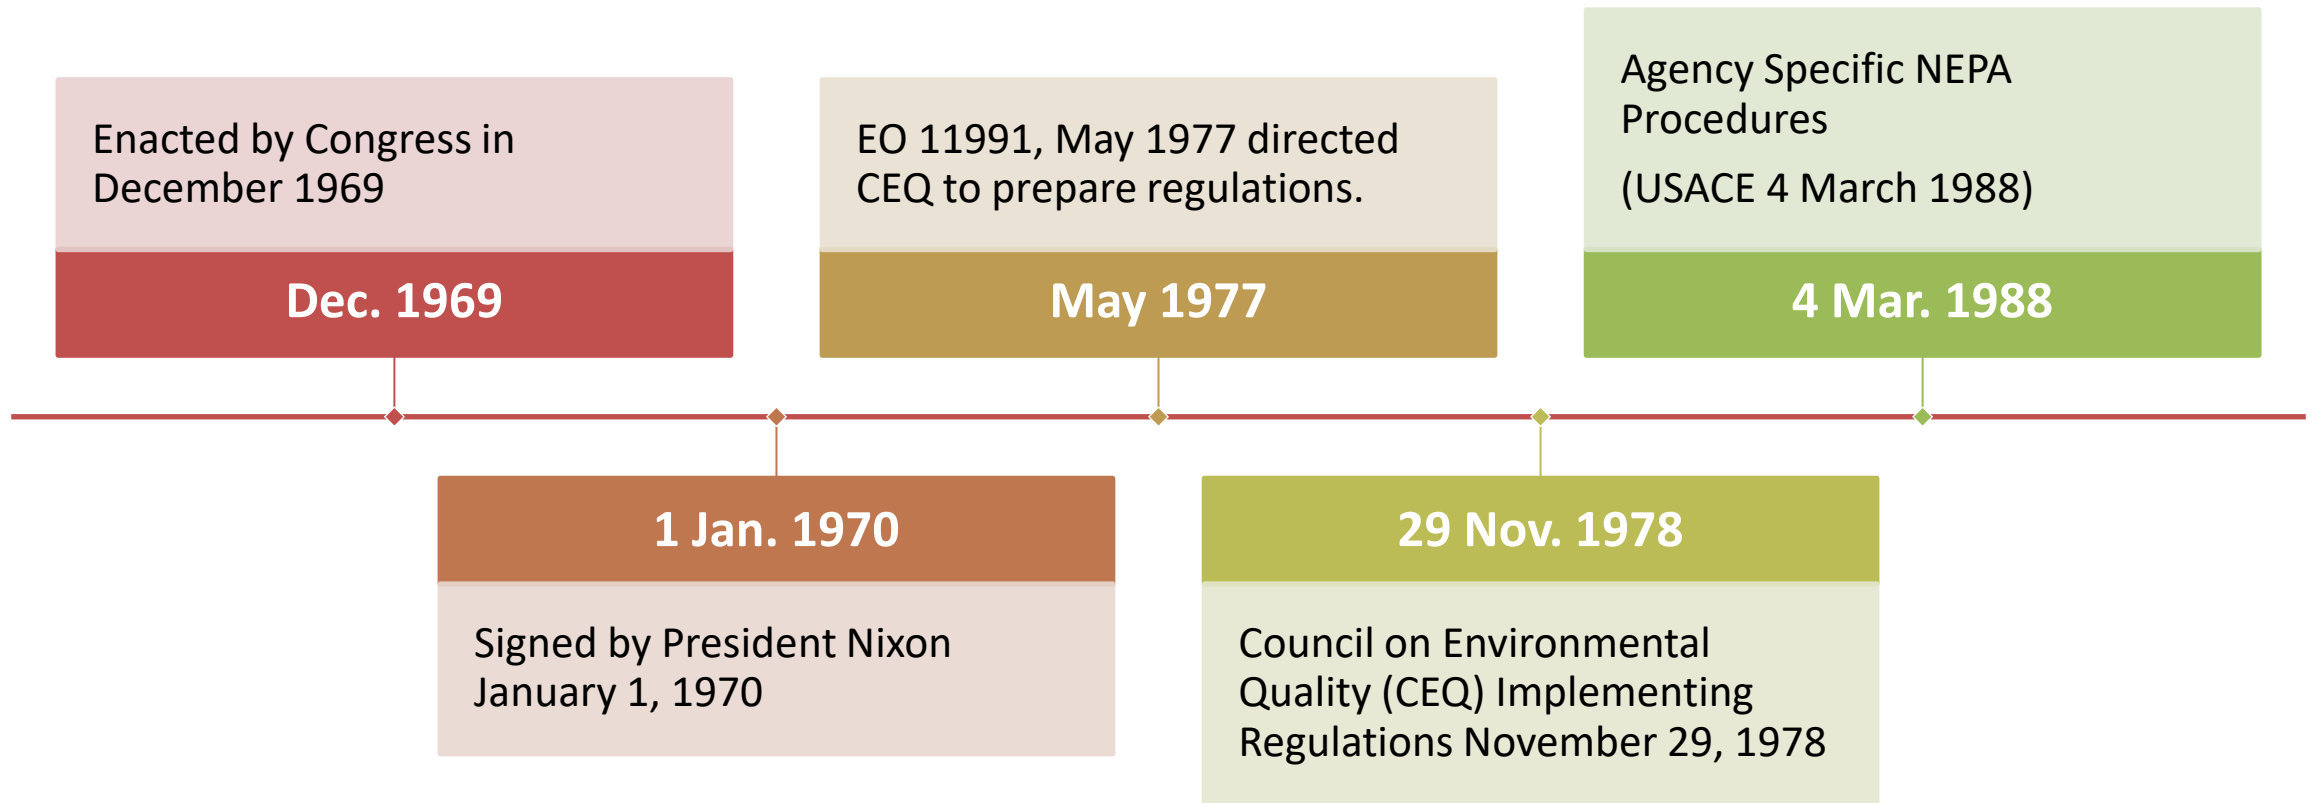 Enacted by Congress in
December 1969
Dec. 1969
1 Jan. 1970
Signed by President Nixon
January 1, 1970
EO 11991, May 1977 directed
CEQ to prepare regulations.
May 1977
29 Nov. 1978
Council on Environmental
Quality (CEQ) Implementing
Regulations November 29, 1978
Agency Specific NEPA
Procedures
(USACE 4 March 1988)
4 Mar. 1988